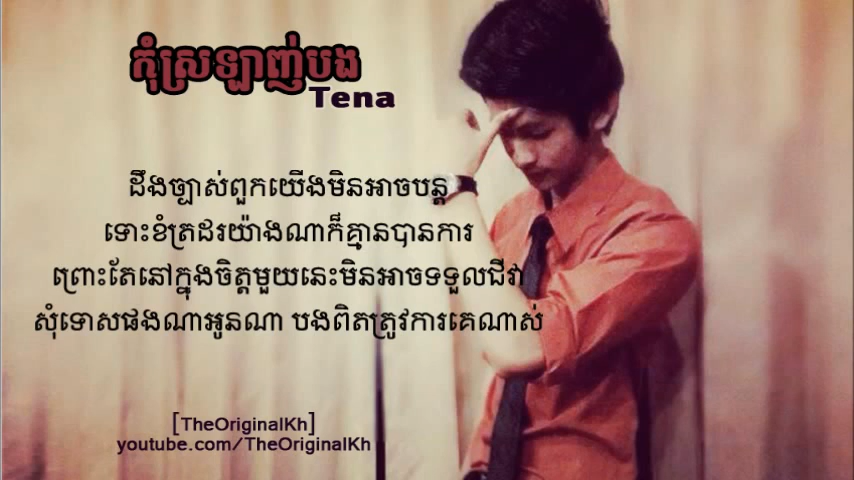 កុំស្រឡាញ់បង
Tena
ដឹងច្បាស់ពួកយើងមិនអាចបន្ត
ទោះខំត្រដរយ៉ាងណាក៏គ្មានបានការ
ព្រោះតែនៅក្នុងចិត្តមួយនេះមិនអាចទទួលជីវា
សុំទោសផងណាអូនណា បងពិតត្រូវការគេណាស់
[TheOriginalKh]
youtube.com/TheOriginalKh